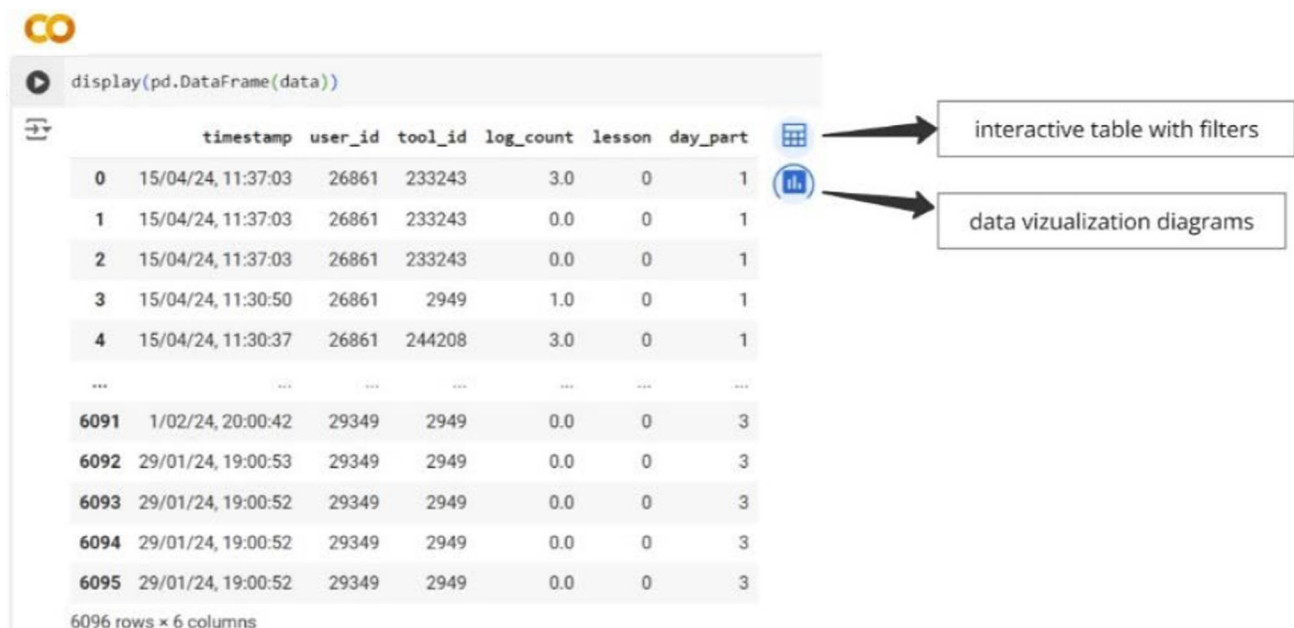 CO
display(pd.DataFrame(data))
timestamp user_id tool_id log_count lesson day_part
0 15/04/24, 11:37:03 26861 233243 3.0 0 1
1 15/04/24, 11:37:03 26861 233243 0.0 0 1
2 15/04/24, 11:37:03 26861 233243 0.0 0 1
3 15/04/24, 11:30:50 26861 2949 1.0 0 1
4 15/04/24, 11:30:37 26861 244208 3.0 0 1
... ... ... ... ... ... ...
6091 1/02/24, 20:00:42 29349 2949 0.0 0 3
6092 29/01/24, 19:00:53 29349 2949 0.0 0 3
6093 29/01/24, 19:00:52 29349 2949 0.0 0 3
6094 29/01/24, 19:00:52 29349 2949 0.0 0 3
6095 29/01/24, 19:00:52 29349 2949 0.0 0 3
6096 rows × 6 columns
interactive table with filters
data vizualization diagrams